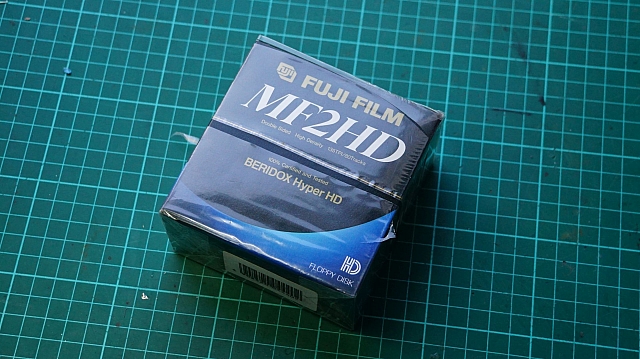 FUJI
FUJI FILM
MF2HD
Double Sided High Density 135TPI/80Tracks
100% Certified and Tested
BERIDOX Hyper HD
HD
FLOPPY DISK